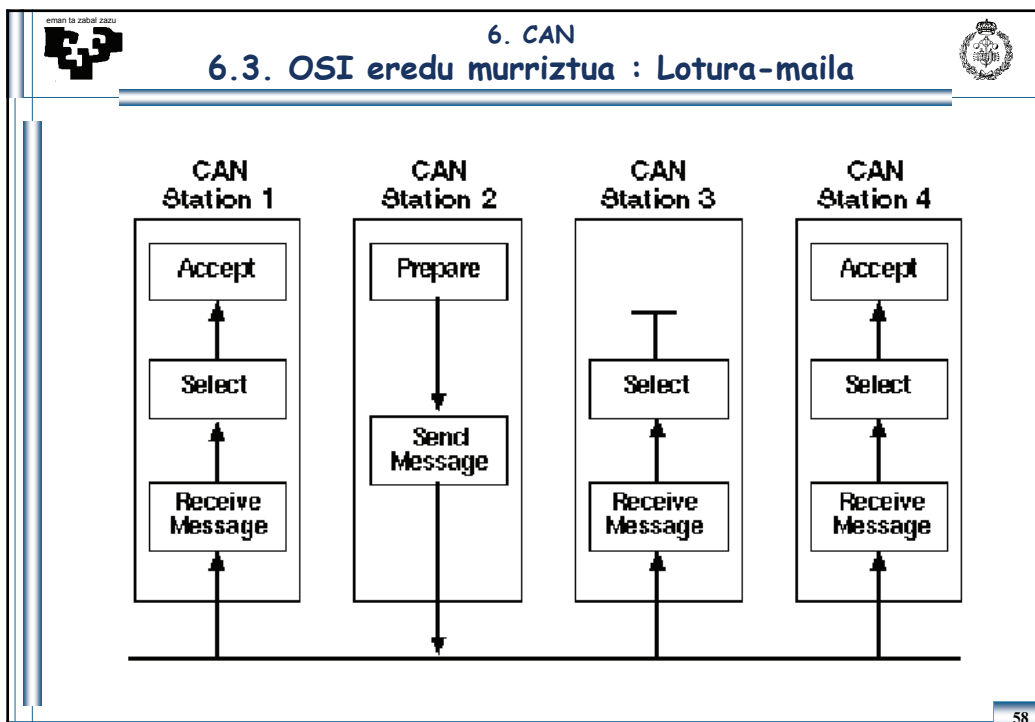 eman ta zabal zazu
6. CAN
6.3. OSI eredu murriztua : Lotura-maila
CAN
Station 1
Accept
Select
Receive
Message
CAN
Station 2
Prepare
Send
Message
CAN
Station 3
Select
Receive
Message
CAN
Station 4
Accept
Select
Receive
Message
58